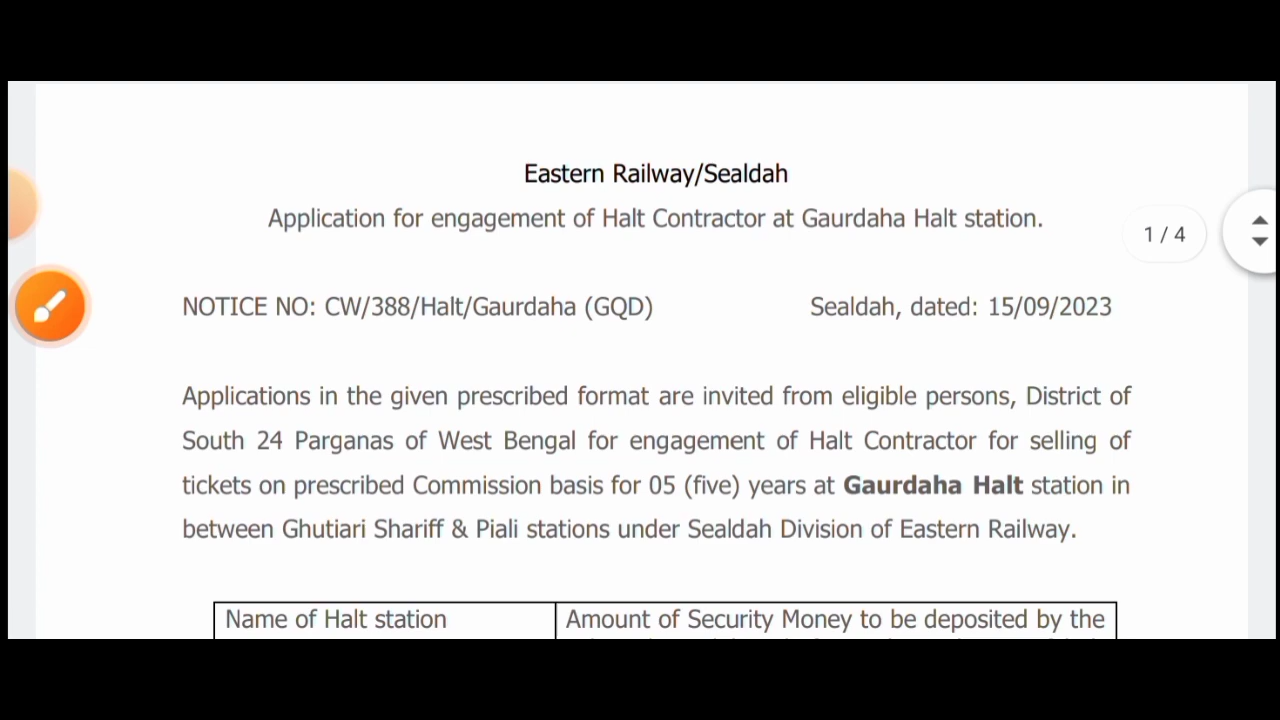 Eastern Railway/Sealdah
Application for engagement of Halt Contractor at Gaurdaha Halt station.
1 / 4
NOTICE NO: CW/388/Halt/Gaurdaha (GQD) Sealdah, dated: 15/09/2023
Applications in the given prescribed format are invited from eligible persons, District of
South 24 Parganas of West Bengal for engagement of Halt Contractor for selling of
tickets on prescribed Commission basis for 05 (five) years at Gaurdaha Halt station in
between Ghutiari Shariff & Piali stations under Sealdah Division of Eastern Railway.
Name of Halt station Amount of Security Money to be deposited by the